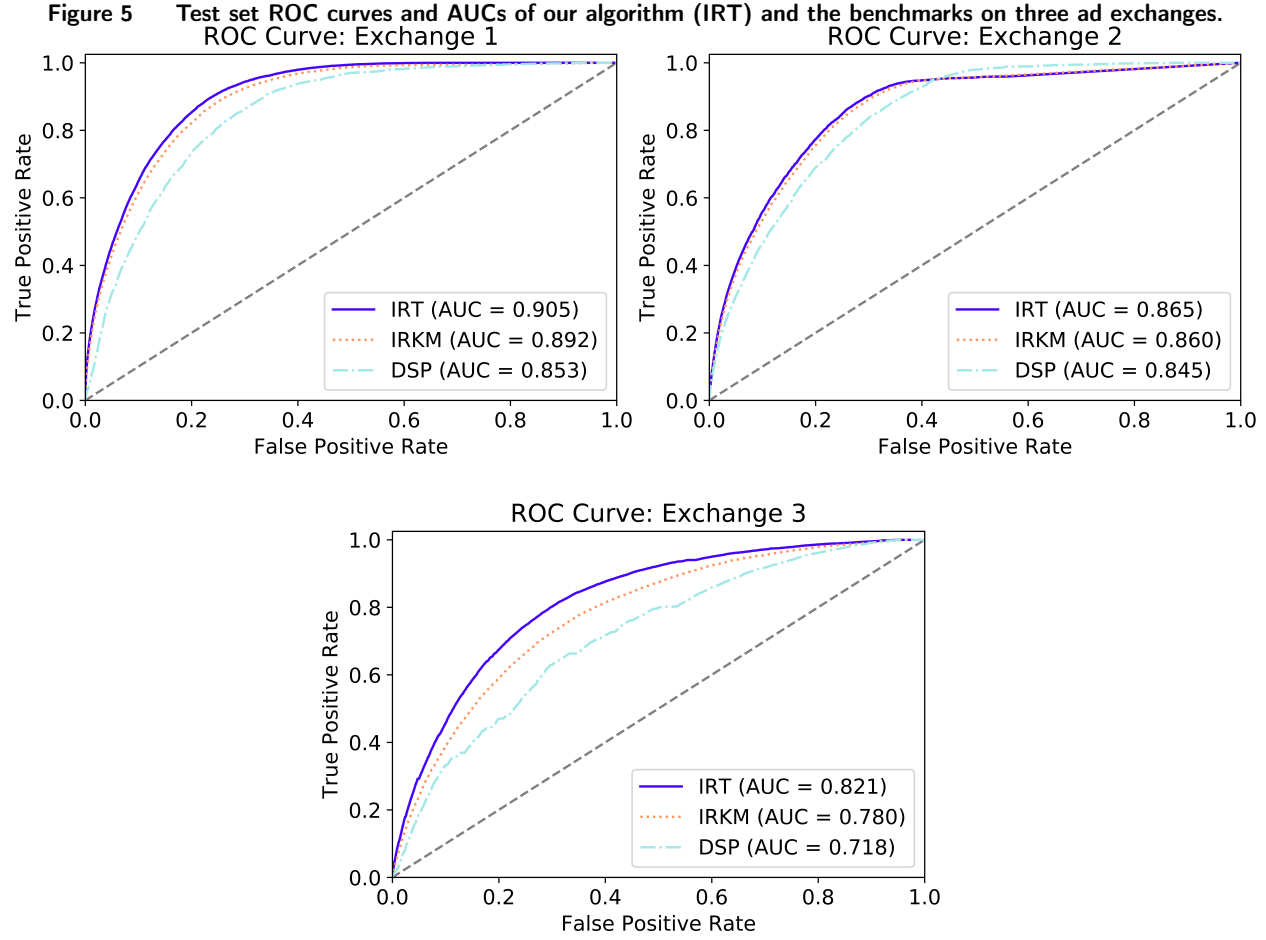 Figure 5 Test set ROC curves and AUCs of our algorithm (IRT) and the benchmarks on three ad exchanges.
ROC Curve: Exchange 1
True Positive Rate
1.0
0.8
0.6
0.4
0.2
0.0
IRT (AUC = 0.905)
IRKM (AUC = 0.892)
DSP (AUC = 0.853)
0.0 0.2 0.4 0.6 0.8 1.0
False Positive Rate
ROC Curve: Exchange 2
True Positive Rate
1.0
0.8
0.6
0.4
0.2
0.0
IRT (AUC = 0.865)
IRKM (AUC = 0.860)
DSP (AUC = 0.845)
0.0 0.2 0.4 0.6 0.8 1.0
False Positive Rate
ROC Curve: Exchange 3
True Positive Rate
1.0
0.8
0.6
0.4
0.2
0.0
IRT (AUC = 0.821)
IRKM (AUC = 0.780)
DSP (AUC = 0.718)
0.0 0.2 0.4 0.6 0.8 1.0
False Positive Rate